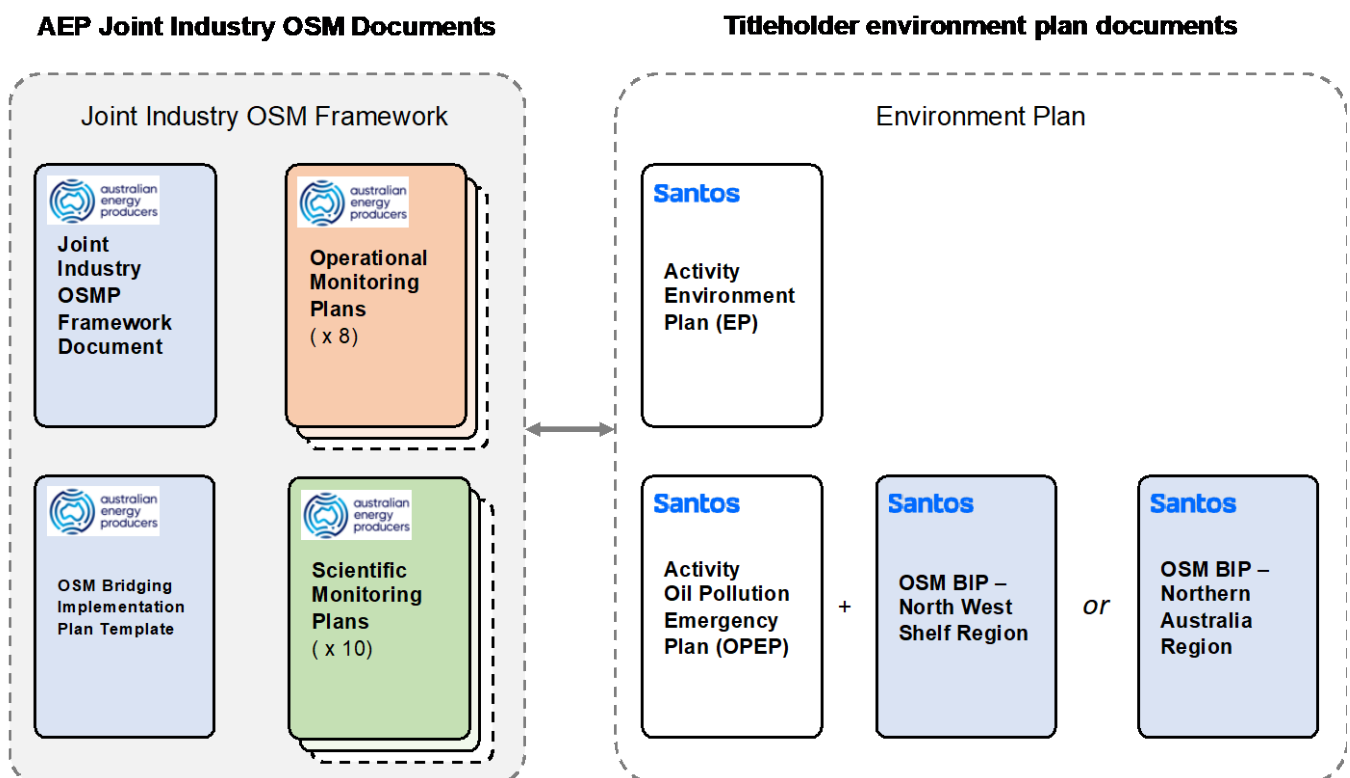 AEP Joint Industry OSM Documents
Titleholder environment plan documents
Joint Industry OSM Framework
Environment Plan
australian
energy
producers
Joint
Industry
OSMP
Framework
Document
australian
energy
producers
Operational
Monitoring
Plans
( x 8)
Santos
Activity
Environment
Plan (EP)
australian
energy
producers
OSM Bridging
Implementation
Plan Template
australian
energy
producers
Scientific
Monitoring
Plans
( x 10)
Santos
Activity
Oil Pollution
Emergency
Plan (OPEP)
+
Santos
OSM BIP –
North West
Shelf Region
or
Santos
OSM BIP –
Northern
Australia
Region